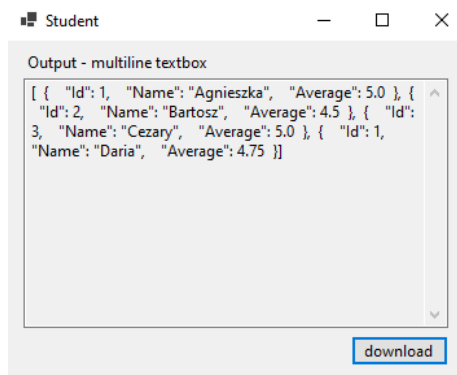 Student
Output - multiline textbox
[ {   "Id": 1,   "Name": "Agnieszka",   "Average": 5.0  }, {
"Id": 2,   "Name": "Bartosz",   "Average": 4.5  }, {   "Id":
3,   "Name": "Cezary",   "Average": 5.0  }, {   "Id": 1,
"Name": "Daria",   "Average": 4.75  }]
download